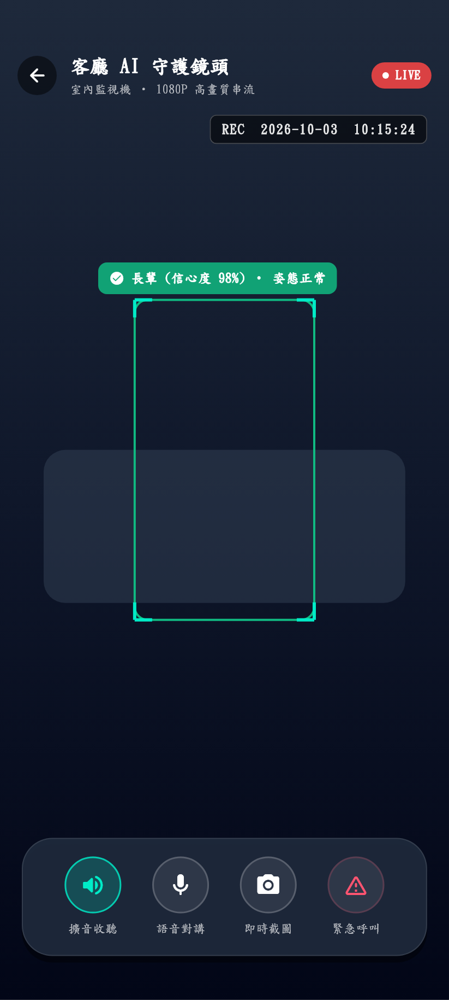 客廳 AI 守護鏡頭
室內監視機 • 1080P 高畫質串流
LIVE
REC 2026-10-03 10:15:24
長輩 (信心度 98%) • 姿態正常
擴音收聽
語音對講
即時截圖
緊急呼叫